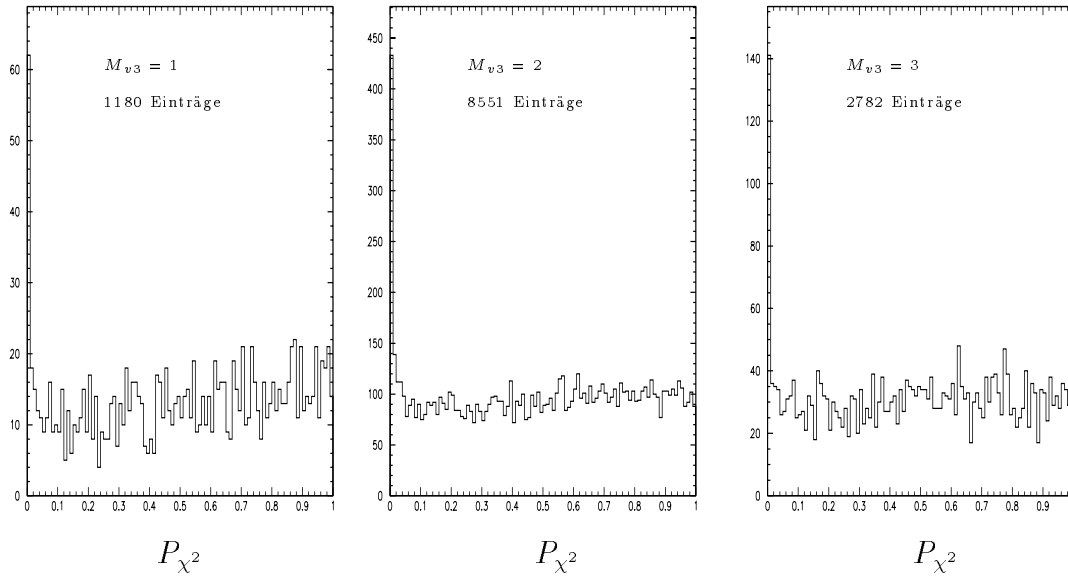 M_{v3} = 1
1180 Einträge
60
50
40
30
20
10
0
0 0.1 0.2 0.3 0.4 0.5 0.6 0.7 0.8 0.9 1
P_{χ²}
M_{v3} = 2
8551 Einträge
450
400
350
300
250
200
150
100
50
0
0 0.1 0.2 0.3 0.4 0.5 0.6 0.7 0.8 0.9 1
P_{χ²}
M_{v3} = 3
2782 Einträge
140
120
100
80
60
40
20
0
0 0.1 0.2 0.3 0.4 0.5 0.6 0.7 0.8 0.9
P_{χ²}